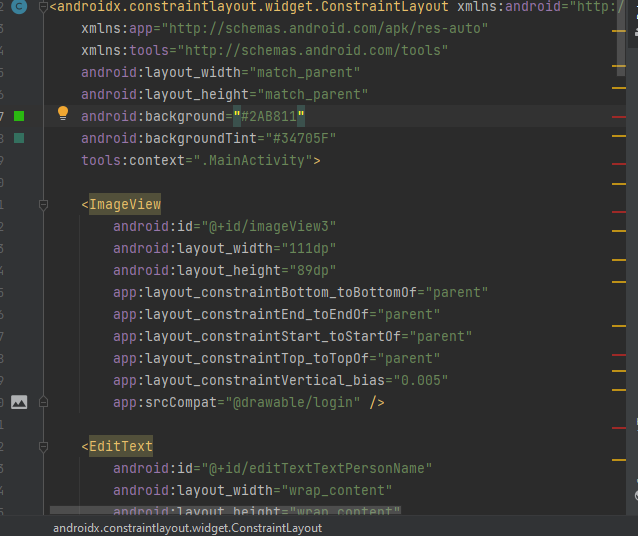 <androidx.constraintlayout.widget.ConstraintLayout xmlns:android="http:/
xmlns:app="http://schemas.android.com/apk/res-auto"
xmlns:tools="http://schemas.android.com/tools"
android:layout_width="match_parent"
android:layout_height="match_parent"
android:background="#2AB811"
android:backgroundTint="#34705F"
tools:context=".MainActivity">
<ImageView
android:id="@+id/imageView3"
android:layout_width="111dp"
android:layout_height="89dp"
app:layout_constraintBottom_toBottomOf="parent"
app:layout_constraintEnd_toEndOf="parent"
app:layout_constraintStart_toStartOf="parent"
app:layout_constraintTop_toTopOf="parent"
app:layout_constraintVertical_bias="0.005"
app:srcCompat="@drawable/login" />
<EditText
android:id="@+id/editTextTextPersonName"
android:layout_width="wrap_content"
android:layout_height="wrap_content"
androidx.constraintlayout.widget.ConstraintLayout